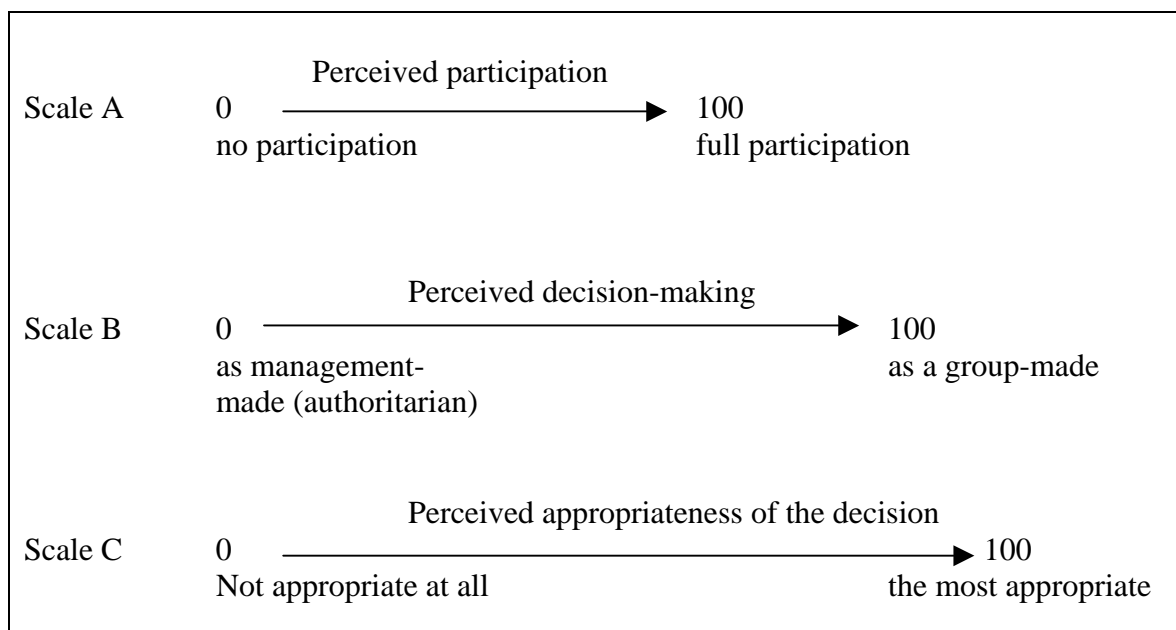 Perceived participation
Scale A 0 100
no participation full participation
Perceived decision-making
Scale B 0 100
as management- as a group-made
made (authoritarian)
Perceived appropriateness of the decision
Scale C 0 100
Not appropriate at all the most appropriate